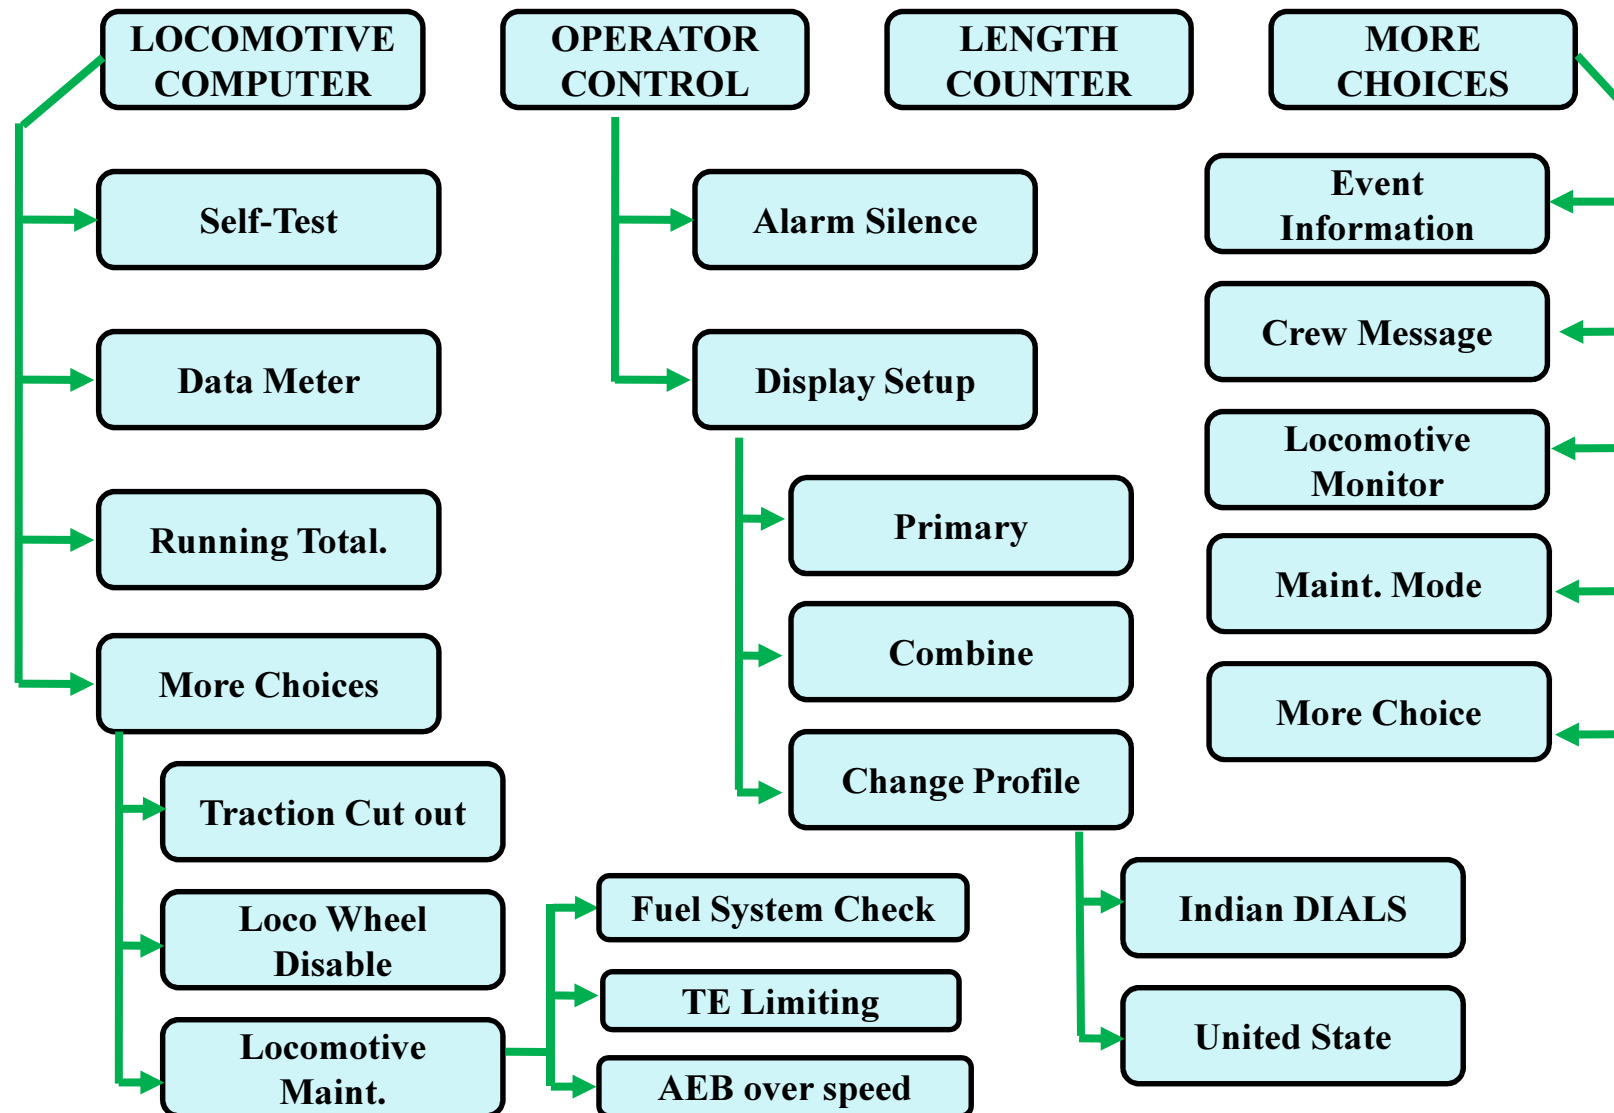 LOCOMOTIVE
COMPUTER
OPERATOR
CONTROL
LENGTH
COUNTER
MORE
CHOICES
Self-Test
Data Meter
Running Total.
More Choices
Traction Cut out
Loco Wheel
Disable
Locomotive
Maint.
Fuel System Check
TE Limiting
AEB over speed
Alarm Silence
Display Setup
Primary
Combine
Change Profile
Indian DIALS
United State
Event
Information
Crew Message
Locomotive
Monitor
Maint. Mode
More Choice